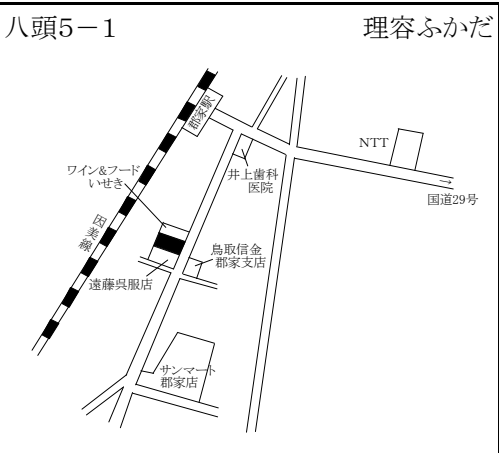 八頭5－1
理容ふかだ
郡家駅
NTT
井上歯科
医院
→
国道29号
ワイン&フード
いせき
因美線
鳥取信金
郡家支店
遠藤呉服店
サンマート
郡家店